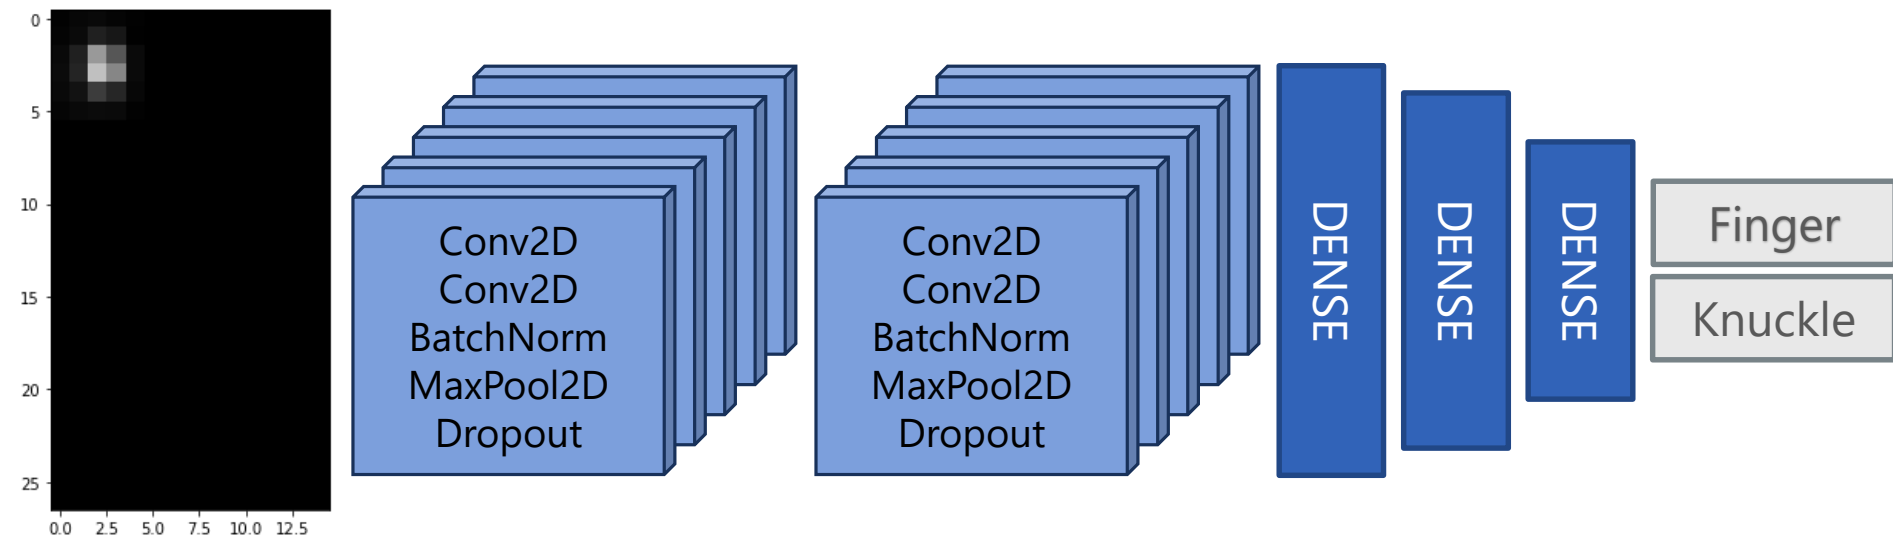 0
5
10
15
20
25
0.0 2.5 5.0 7.5 10.0 12.5
Conv2D
Conv2D
BatchNorm
MaxPool2D
Dropout
Conv2D
Conv2D
BatchNorm
MaxPool2D
Dropout
DENSE
DENSE
DENSE
Finger
Knuckle